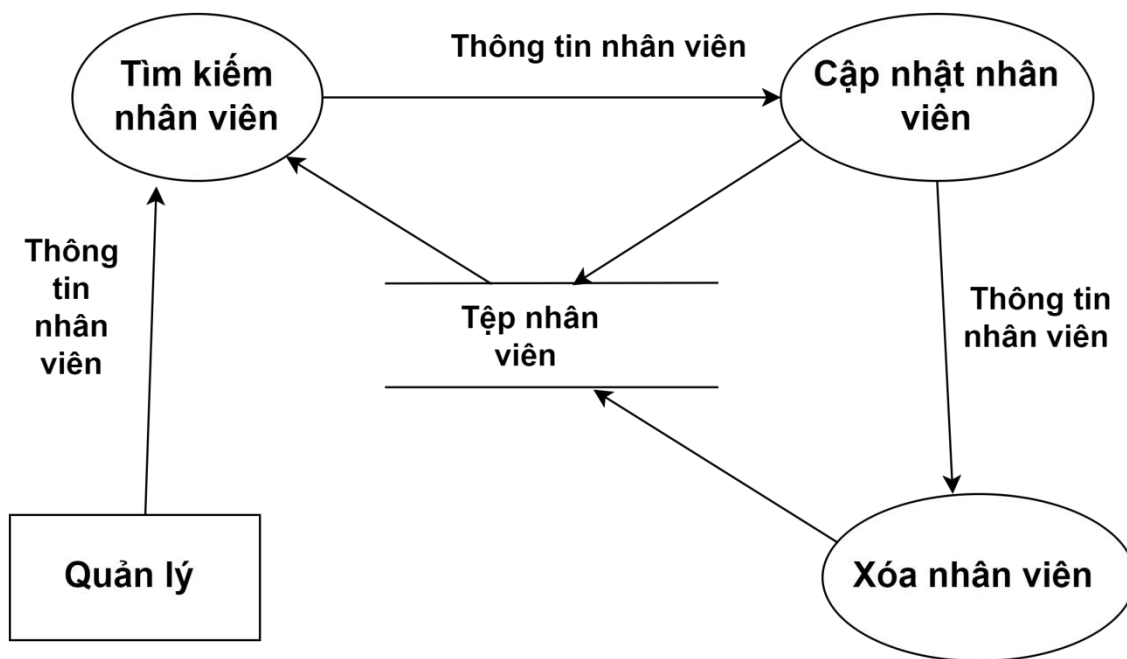 Tìm kiếm
nhân viên
Thông tin nhân viên
Cập nhật nhân
viên
Thông
tin
nhân
viên
Tệp nhân
viên
Thông tin
nhân viên
Quản lý
Xóa nhân viên